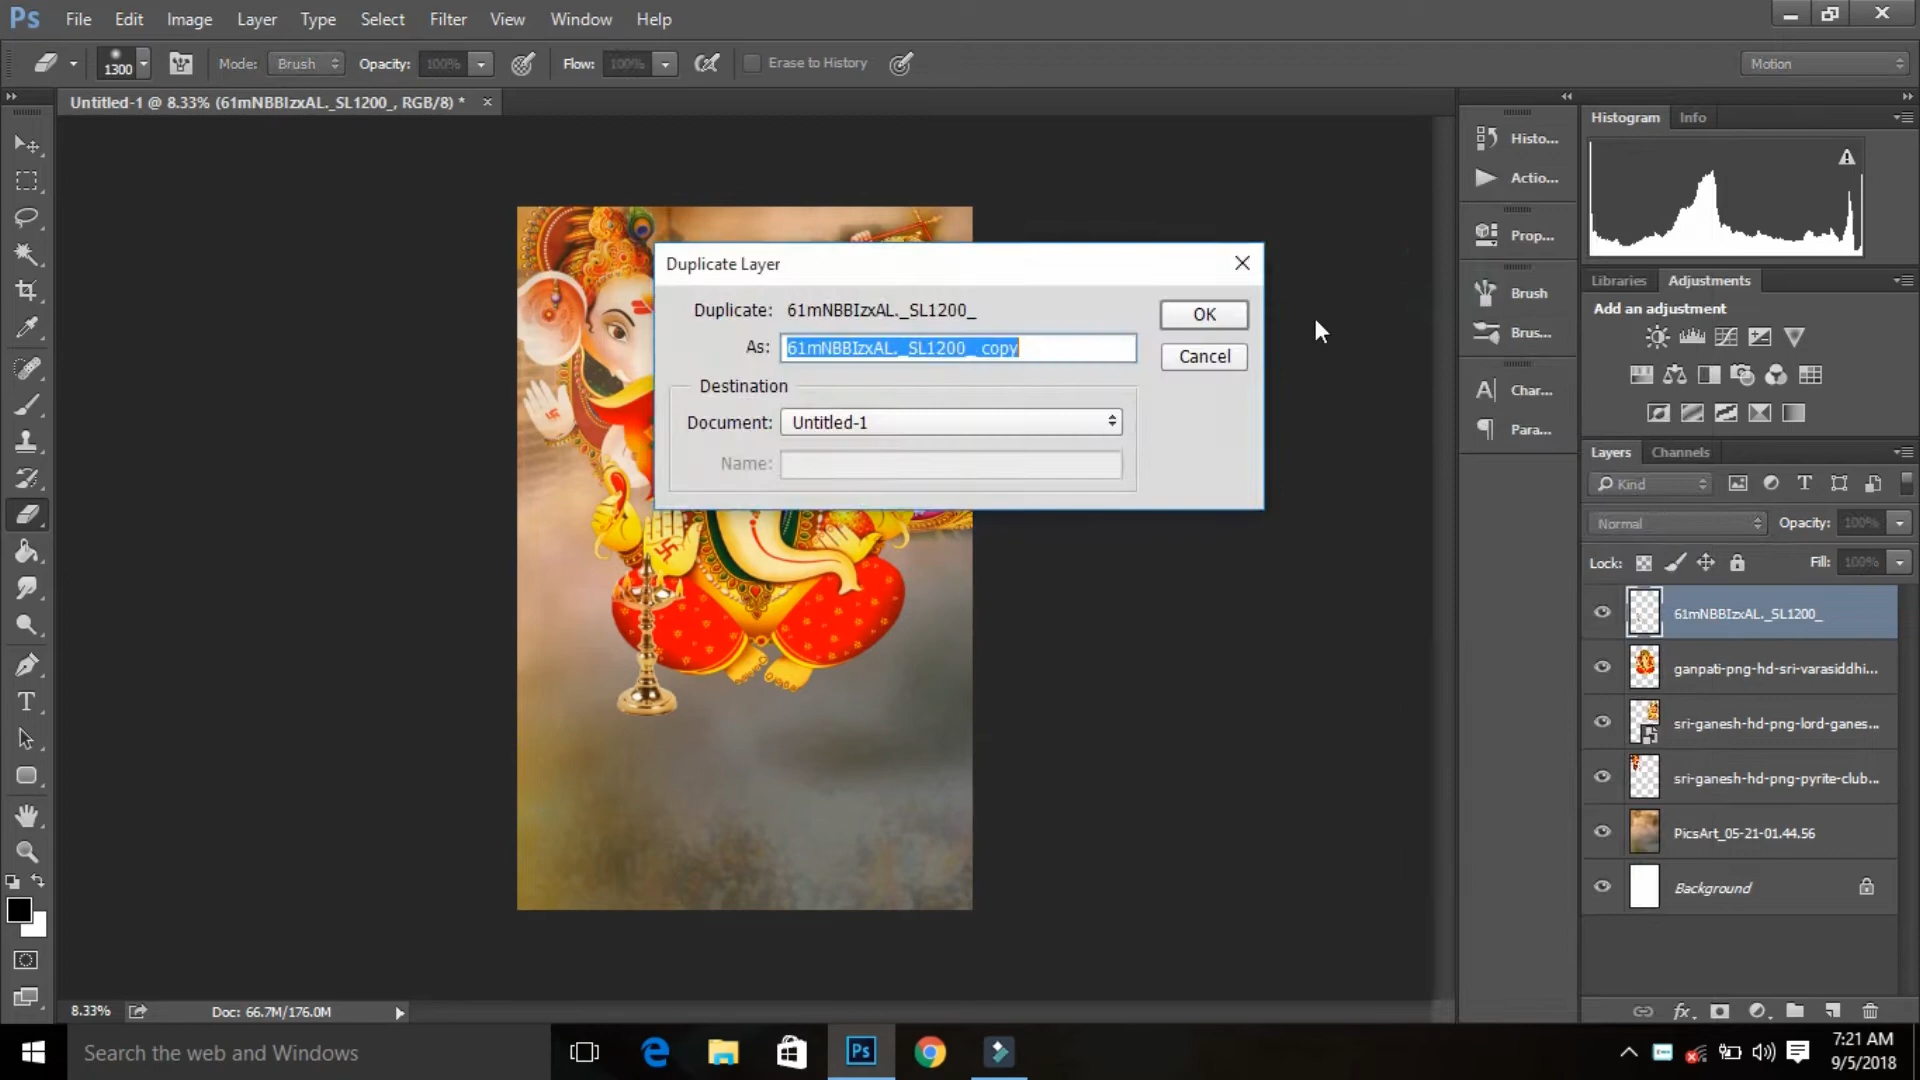 Ps File Edit Image Layer Type Select Filter View Window Help
1300 Mode: Brush Opacity: 100% Flow: 100% Erase to History Motion
Untitled-1 @ 8.33% (61mNBBIzxAL._SL1200_, RGB/8) *
Histogram Info
Histo...
Actio...
Prop...
Brush
Brus...
Char...
Para...
Libraries Adjustments
Add an adjustment
Duplicate Layer
Duplicate: 61mNBBIzxAL._SL1200_
As: 61mNBBIzxAL._SL1200_ copy
Destination
Document: Untitled-1
Name:
OK
Cancel
Layers Channels
Kind
Normal Opacity: 100%
Lock: Fill: 100%
61mNBBIzxAL._SL1200_
ganpati-png-hd-sri-varasiddhi...
sri-ganesh-hd-png-lord-ganes...
sri-ganesh-hd-png-pyrite-club...
PicsArt_05-21-01.44.56
Background
8.33% Doc: 66.7M/176.0M
Search the web and Windows
Ps
7:21 AM
9/5/2018